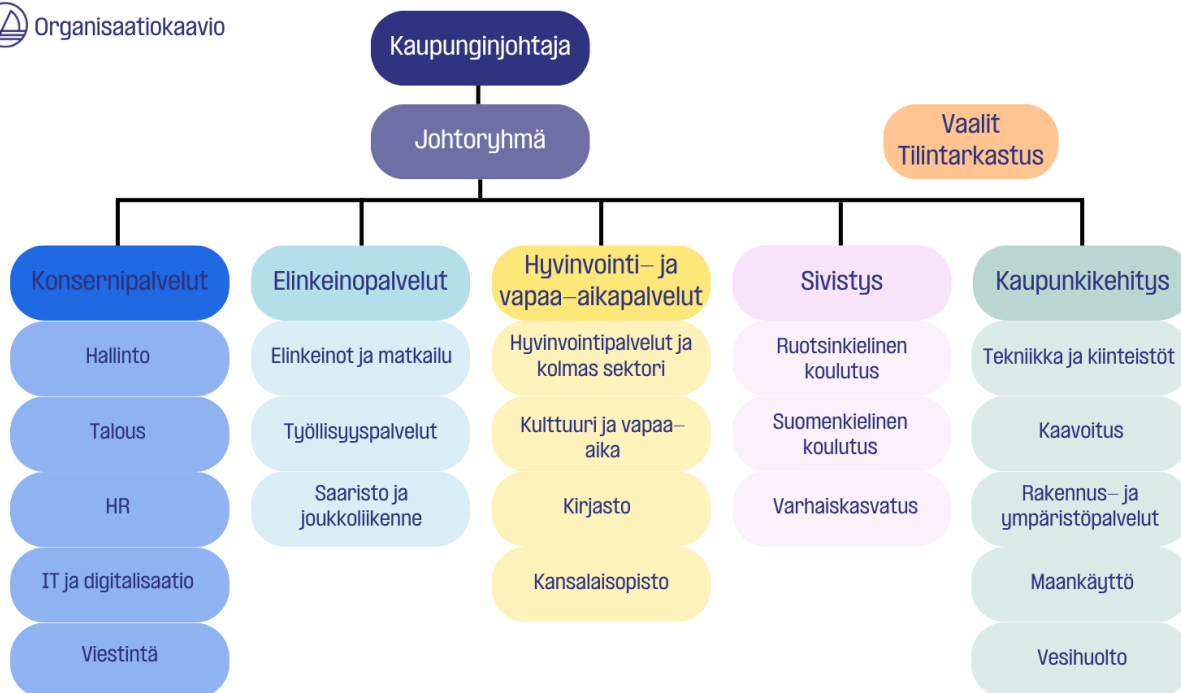 Organisaatiokaavio
Kaupunginjohtaja
Johtoryhmä
Vaalit
Tilintarkastus
Konsernipalvelut
Hallinto
Talous
HR
IT ja digitalisaatio
Viestintä
Elinkeinopalvelut
Elinkeinot ja matkailu
Työllisyyspalvelut
Saaristo ja
joukkoliikenne
Hyvinvointi– ja
vapaa–aikapalvelut
Hyvinvointipalvelut ja
kolmas sektori
Kulttuuri ja vapaa–
aika
Kirjasto
Kansalaisopisto
Sivistys
Ruotsinkielinen
koulutus
Suomenkielinen
koulutus
Varhaiskasvatus
Kaupunkikehitys
Tekniikka ja kiinteistöt
Kaavoitus
Rakennus– ja
ympäristöpalvelut
Maankäyttö
Vesihuolto